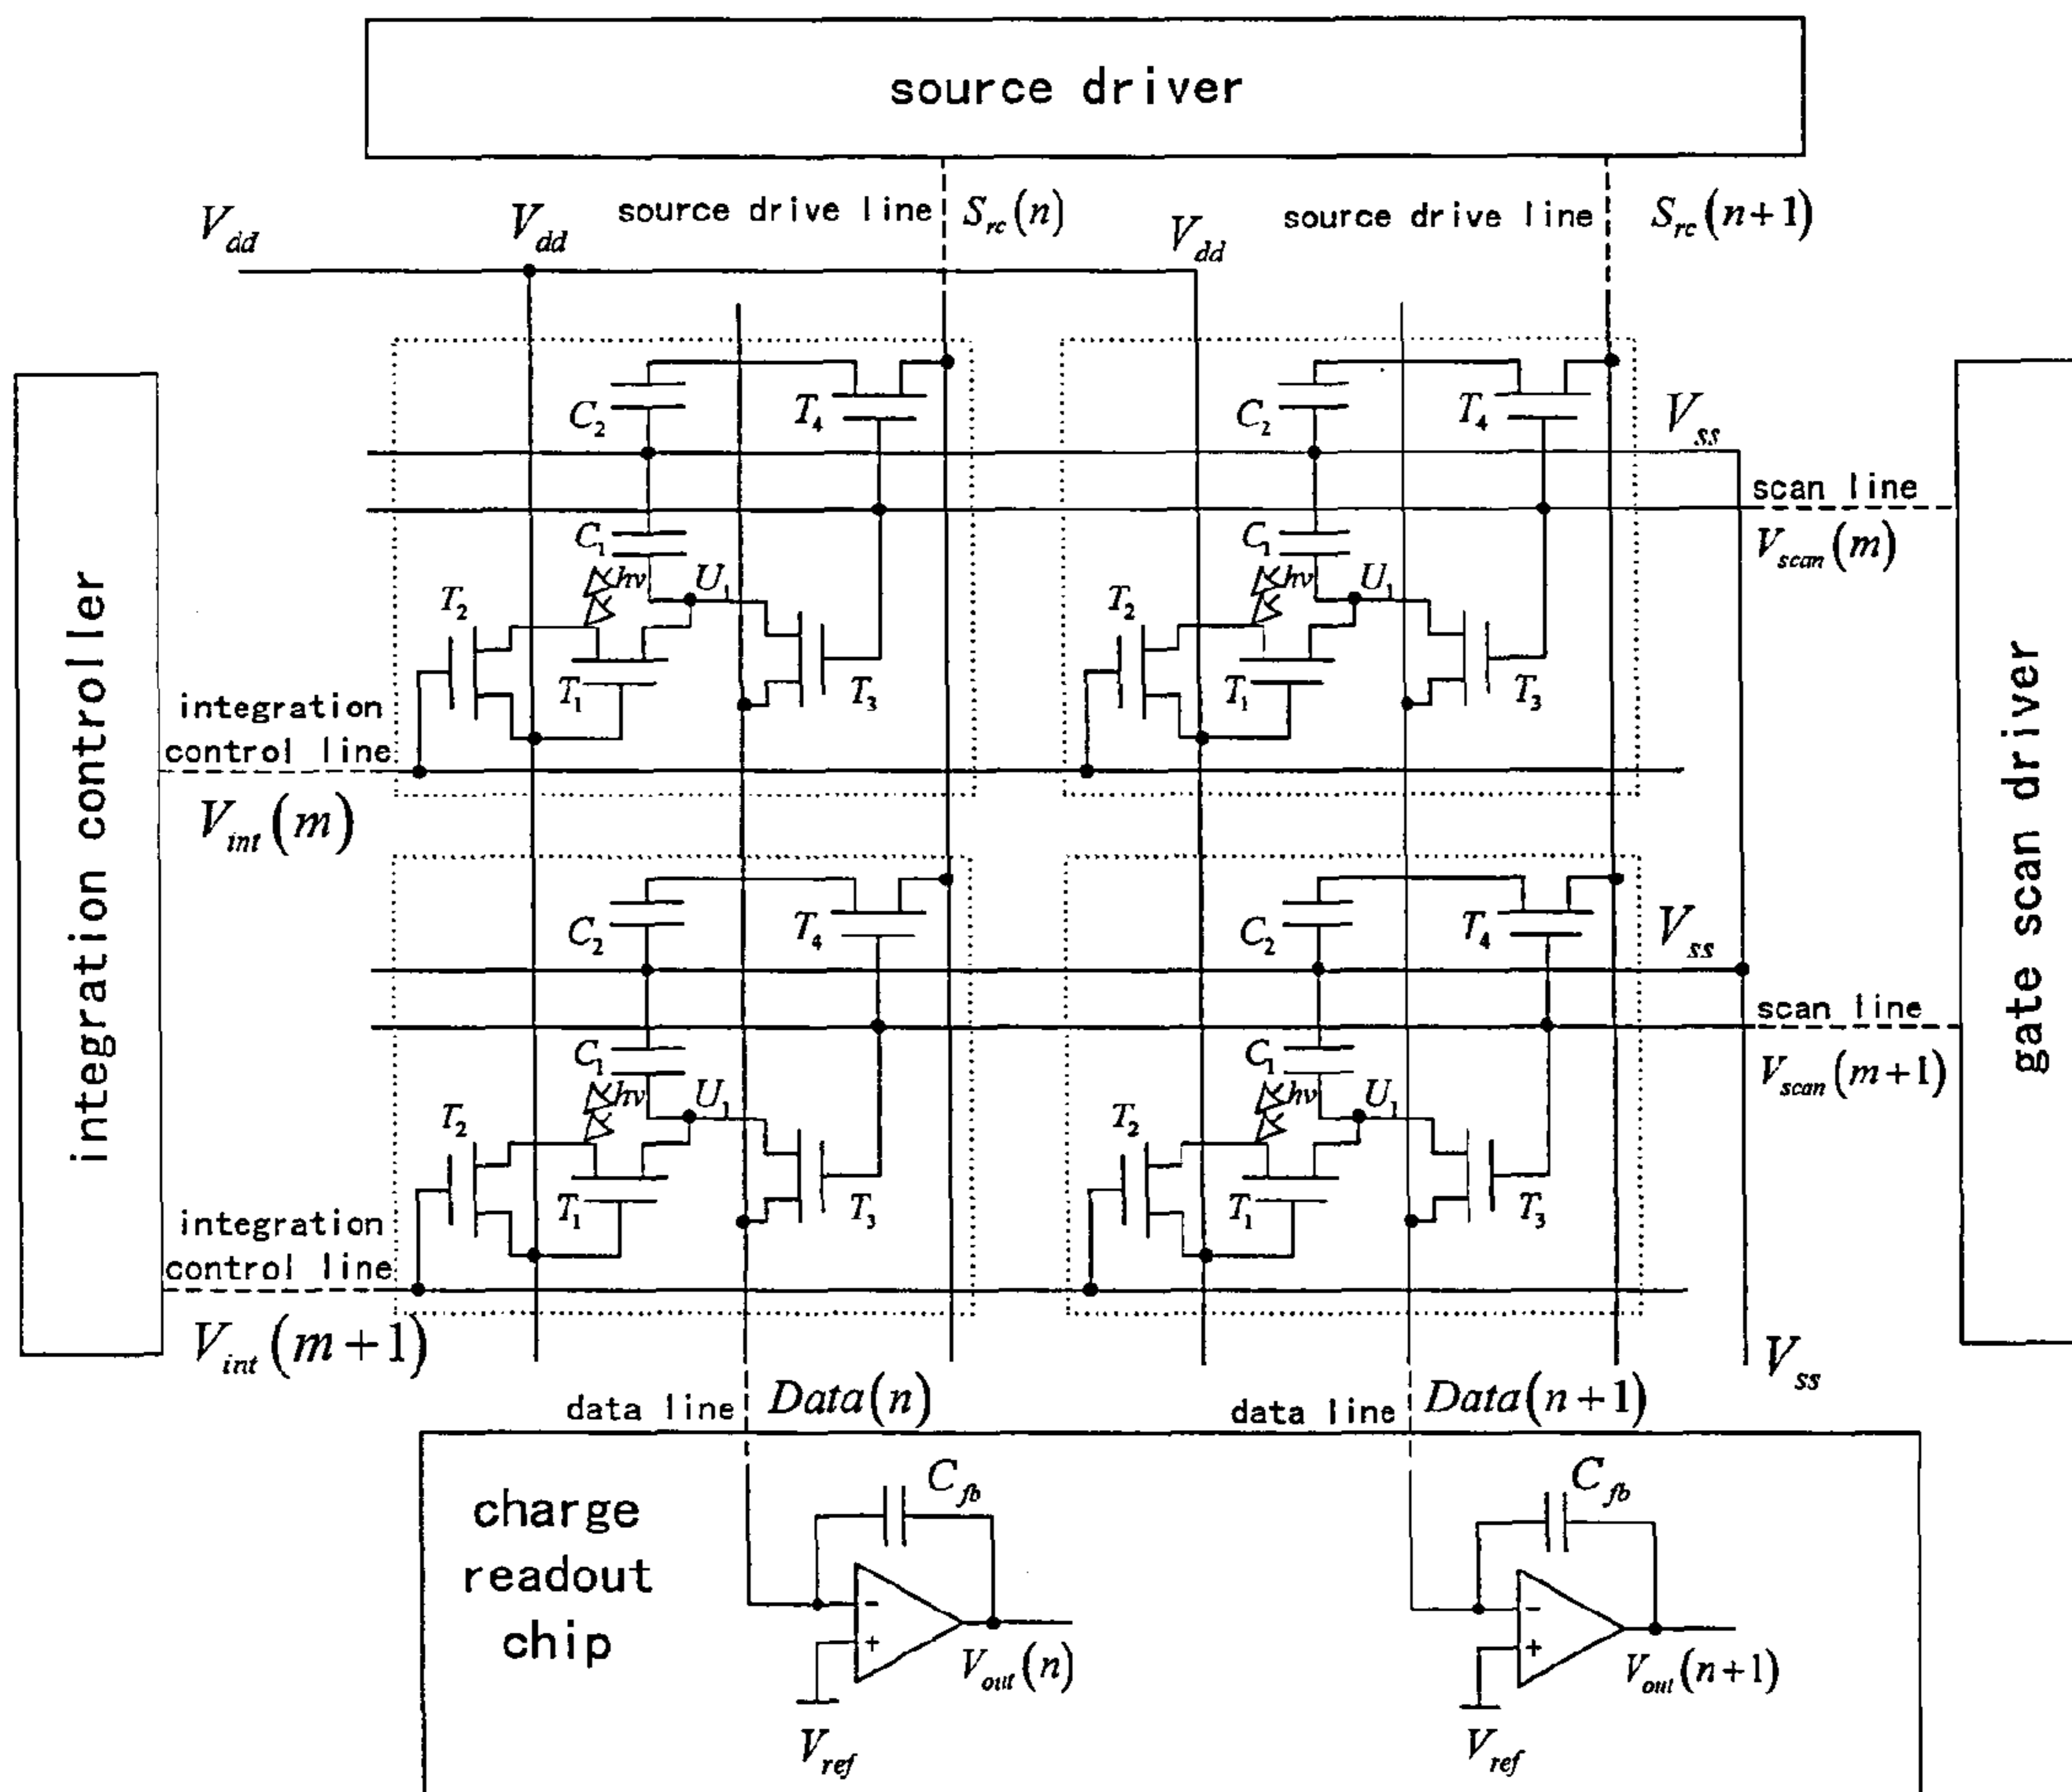 source driver
V_dd
V_dd
source drive line
S_rc(n)
V_dd
source drive line
S_rc(n+1)
C_2
T_4
C_2
T_4
V_ss
scan line
V_scan(m)
C_1
hν
U_1
T_2
T_1
T_3
C_1
hν
U_1
T_2
T_1
T_3
integration
control line
V_int(m)
integration controller
gate scan driver
C_2
T_4
C_2
T_4
V_ss
scan line
V_scan(m+1)
C_1
hν
U_1
T_2
T_1
T_3
C_1
hν
U_1
T_2
T_1
T_3
integration
control line
V_int(m+1)
V_ss
data line
Data(n)
data line
Data(n+1)
charge
readout
chip
C_fb
-
+
V_out(n)
V_ref
C_fb
-
+
V_out(n+1)
V_ref